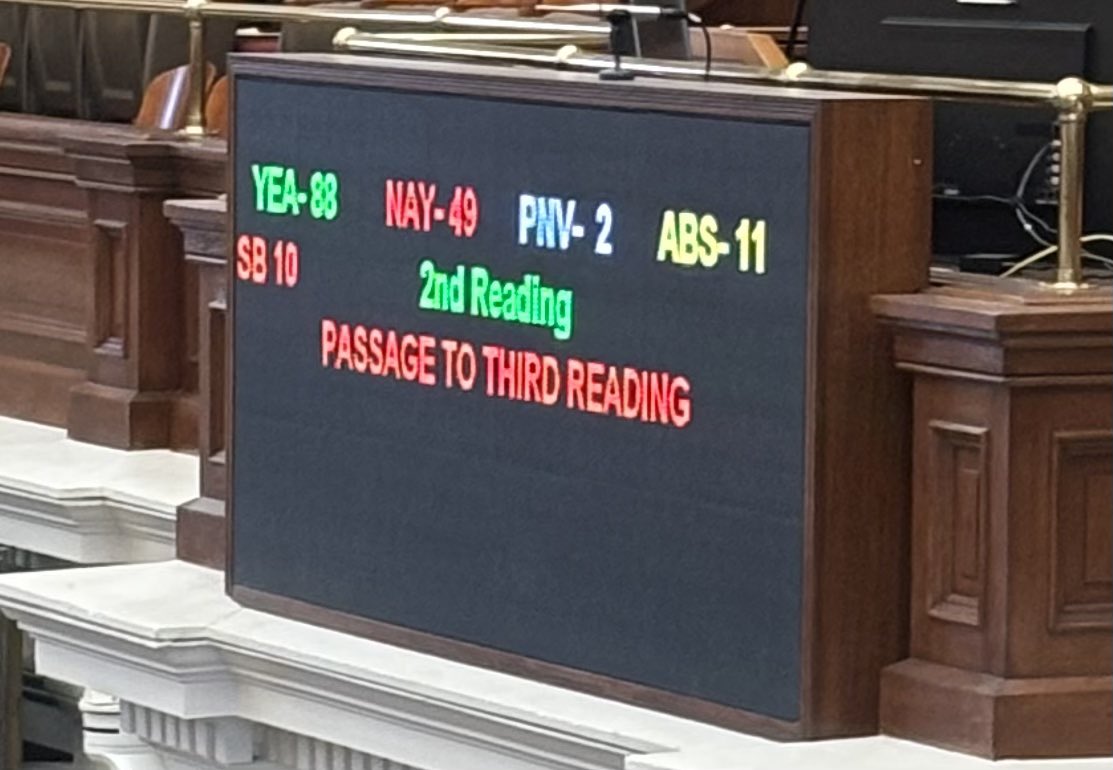 YEA- 88 NAY- 49 PNV- 2 ABS- 11
SB 10
2nd Reading
PASSAGE TO THIRD READING